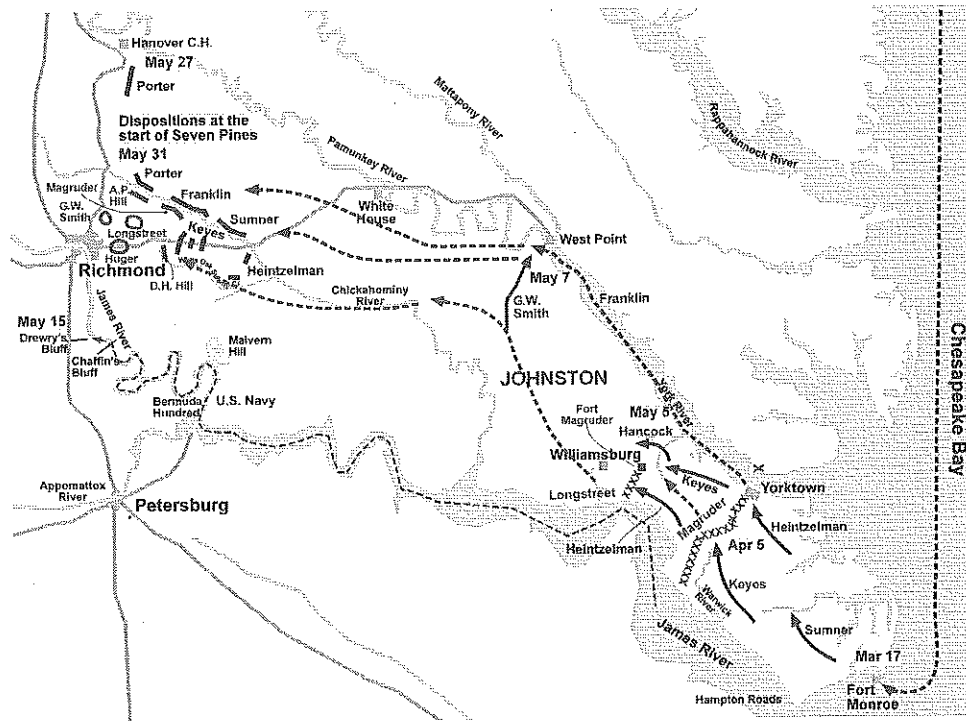 Hanover C.H.
May 27
Porter
Dispositions at the
start of Seven Pines
May 31
Porter
Magruder
A.P.
Hill
Franklin
G.W.
Smith
Longstreet
Keyes
Sumner
Huger
Richmond
D.H. Hill
Heintzelman
Mattapony River
Rappahannock River
Pamunkey River
White
House
West Point
May 7
G.W.
Smith
Franklin
Chickahominy
River
James River
May 15
Drewry's
Bluff
Chaffin's
Bluff
Malvern
Hill
Bermuda
Hundred
U.S. Navy
JOHNSTON
York River
Fort
Magruder
May 5
Hancock
Williamsburg
Keyes
Yorktown
Longstreet
XXXX
Magruder
Heintzelman
Heintzelman
Apr 5
Keyes
Warwick
River
Sumner
Mar 17
James River
Fort
Monroe
Hampton Roads
Chesapeake Bay
Appomattox
River
Petersburg